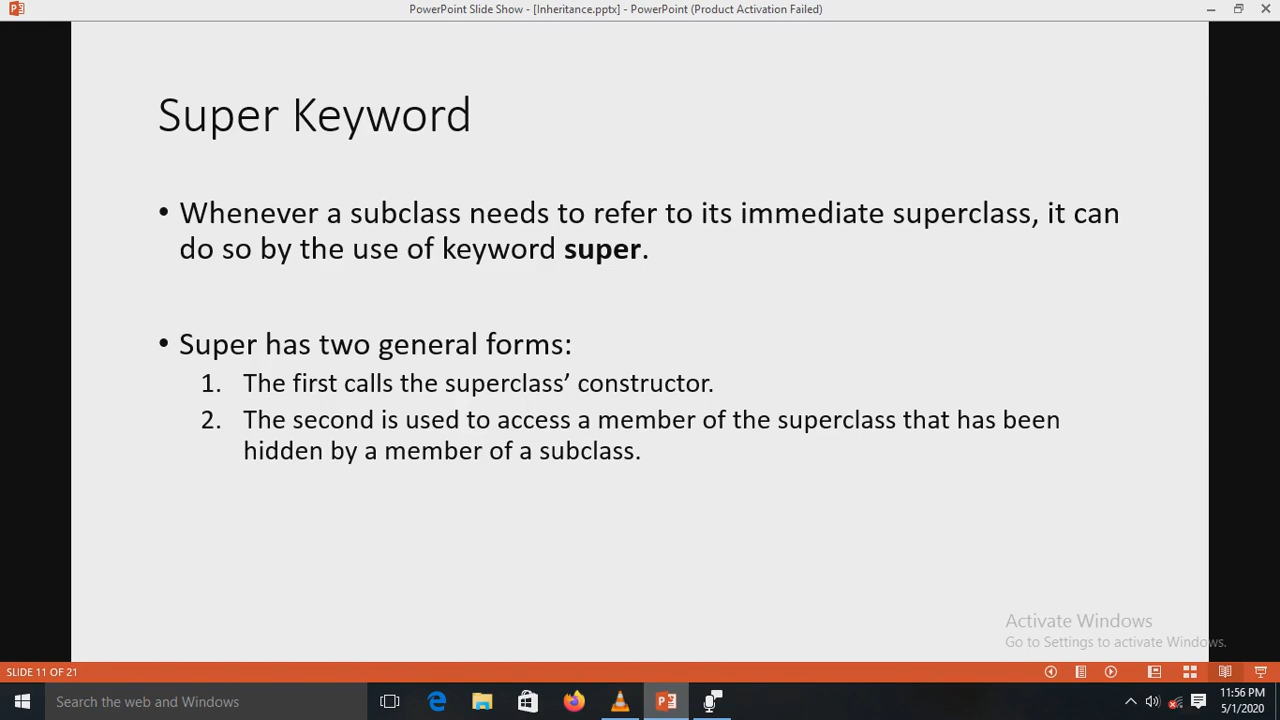 PowerPoint Slide Show - [Inheritance.pptx] - PowerPoint (Product Activation Failed)
Super Keyword
• Whenever a subclass needs to refer to its immediate superclass, it can
do so by the use of keyword super.
• Super has two general forms:
1. The first calls the superclass’ constructor.
2. The second is used to access a member of the superclass that has been
hidden by a member of a subclass.
Activate Windows
Go to Settings to activate Windows.
SLIDE 11 OF 21
Search the web and Windows
11:56 PM
5/1/2020